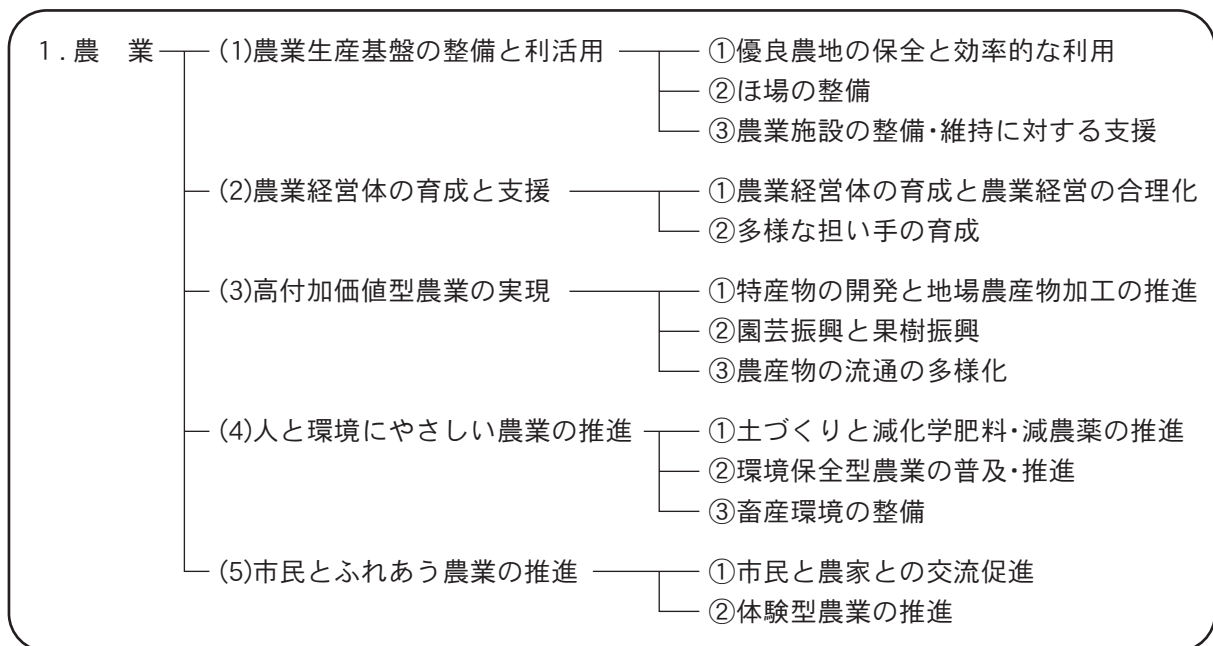 1.農　業 (1)農業生産基盤の整備と利活用 ①優良農地の保全と効率的な利用
②ほ場の整備
③農業施設の整備・維持に対する支援
(2)農業経営体の育成と支援 ①農業経営体の育成と農業経営の合理化
②多様な担い手の育成
(3)高付加価値型農業の実現 ①特産物の開発と地場農産物加工の推進
②園芸振興と果樹振興
③農産物の流通の多様化
(4)人と環境にやさしい農業の推進 ①土づくりと減化学肥料・減農薬の推進
②環境保全型農業の普及・推進
③畜産環境の整備
(5)市民とふれあう農業の推進 ①市民と農家との交流促進
②体験型農業の推進